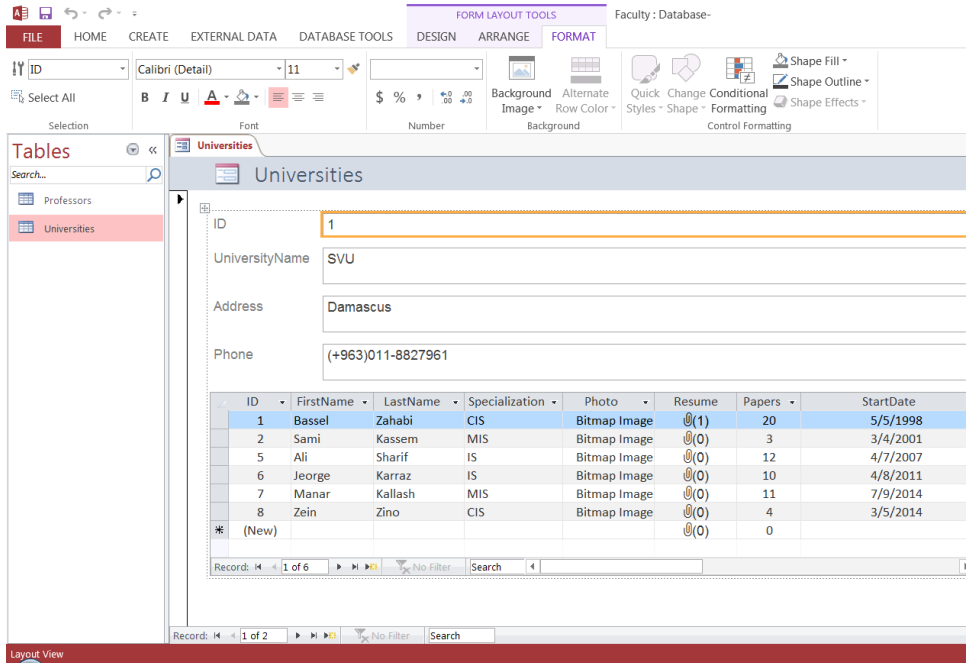 FORM LAYOUT TOOLS Faculty : Database-
FILE HOME CREATE EXTERNAL DATA DATABASE TOOLS DESIGN ARRANGE FORMAT
ID Calibri (Detail) 11 Shape Fill
Select All B I U A $ % , .00 .00 Background Image Alternate Row Color Quick Styles Change Shape Conditional Formatting Shape Outline
Shape Effects
Selection Font Number Background Control Formatting
Tables « Universities
Search... Universities
Professors
Universities
ID 1
UniversityName SVU
Address Damascus
Phone (+963)011-8827961
ID FirstName LastName Specialization Photo Resume Papers StartDate
1 Bassel Zahabi CIS Bitmap Image (1) 20 5/5/1998
2 Sami Kassem MIS Bitmap Image (0) 3 3/4/2001
5 Ali Sharif IS Bitmap Image (0) 12 4/7/2007
6 Jeorge Karraz IS Bitmap Image (0) 10 4/8/2011
7 Manar Kallash MIS Bitmap Image (0) 11 7/9/2014
8 Zein Zino CIS Bitmap Image (0) 4 3/5/2014
(New) (0) 0
Record: 1 of 6 No Filter Search
Record: 1 of 2 No Filter Search
Layout View